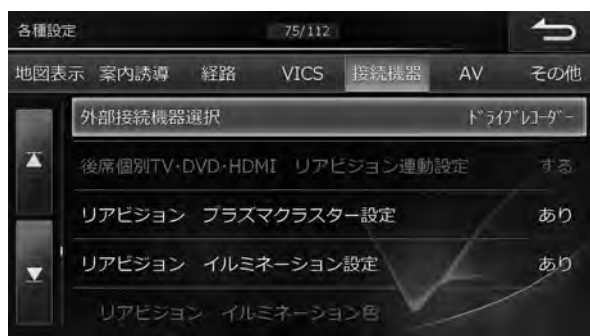 各種設定 75/112
地図表示 案内誘導 経路 VICS 接続機器 AV その他
外部接続機器選択 ﾄﾞﾗｲﾌﾞﾚｺｰﾀﾞｰ
後席個別TV・DVD・HDMI リアビジョン連動設定 する
リアビジョン プラズマクラスター設定 あり
リアビジョン イルミネーション設定 あり
リアビジョン イルミネーション色